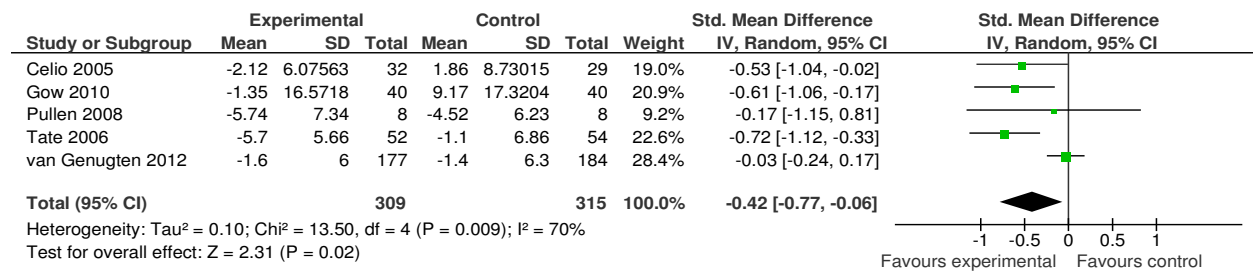 Experimental Control Std. Mean Difference Std. Mean Difference
Study or Subgroup Mean SD Total Mean SD Total Weight IV, Random, 95% CI IV, Random, 95% CI
Celio 2005 -2.12 6.07563 32 1.86 8.73015 29 19.0% -0.53 [-1.04, -0.02]
Gow 2010 -1.35 16.5718 40 9.17 17.3204 40 20.9% -0.61 [-1.06, -0.17]
Pullen 2008 -5.74 7.34 8 -4.52 6.23 8 9.2% -0.17 [-1.15, 0.81]
Tate 2006 -5.7 5.66 52 -1.1 6.86 54 22.6% -0.72 [-1.12, -0.33]
van Genugten 2012 -1.6 6 177 -1.4 6.3 184 28.4% -0.03 [-0.24, 0.17]
Total (95% CI) 309 315 100.0% -0.42 [-0.77, -0.06]
Heterogeneity: Tau² = 0.10; Chi² = 13.50, df = 4 (P = 0.009); I² = 70%
Test for overall effect: Z = 2.31 (P = 0.02)
-1 -0.5 0 0.5 1
Favours experimental Favours control